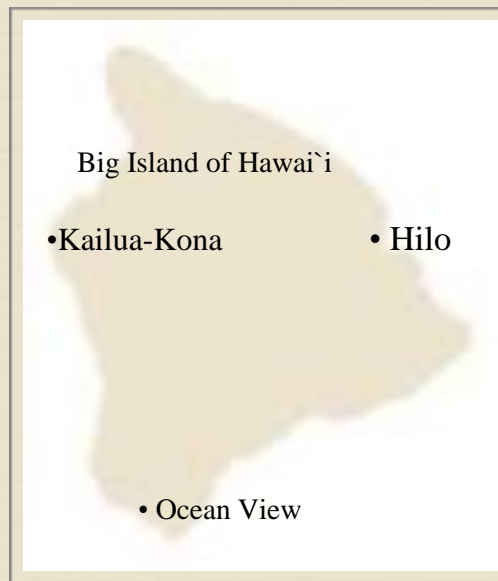 Big Island of Hawai`i
•Kailua-Kona
• Hilo
• Ocean View